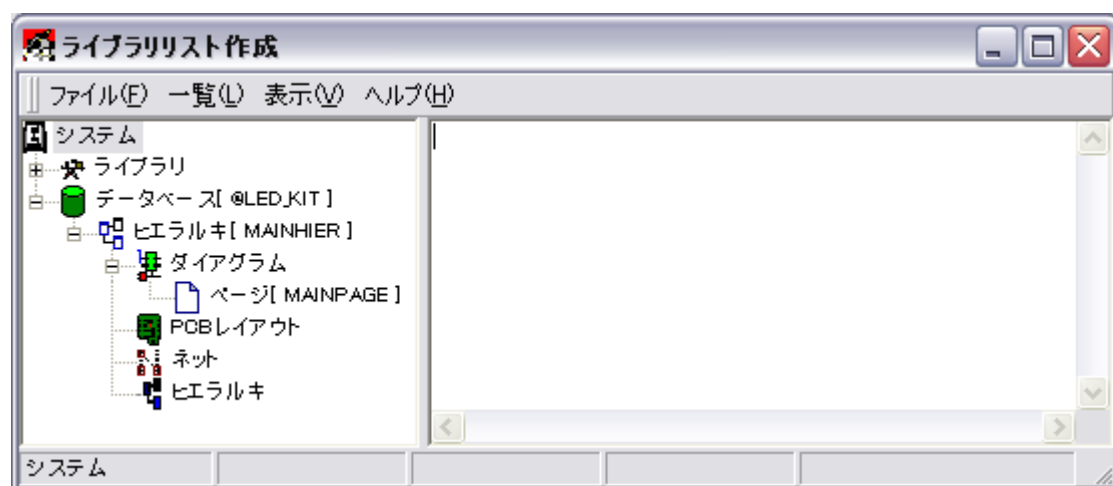 ライブラリリスト作成
ファイル(F) 一覧(L) 表示(V) ヘルプ(H)
システム
ライブラリ
データベース[ @LED_KIT ]
ヒエラルキ[ MAINHIER ]
ダイアグラム
ページ[ MAINPAGE ]
PCBレイアウト
ネット
ヒエラルキ
システム